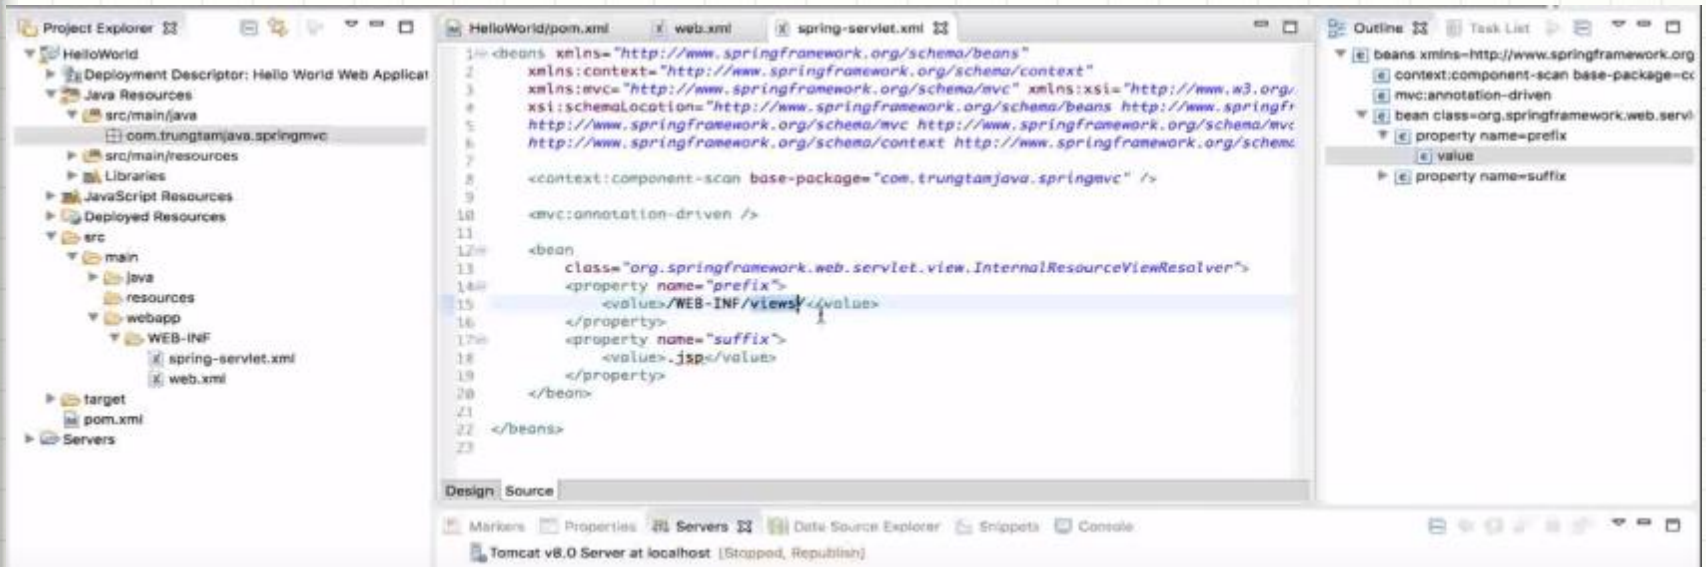 Project Explorer
HelloWorld
Deployment Descriptor: Hello World Web Applicat
Java Resources
src/main/java
com.trungtamjava.springmvc
src/main/resources
Libraries
JavaScript Resources
Deployed Resources
src
main
java
resources
webapp
WEB-INF
spring-servlet.xml
web.xml
target
pom.xml
Servers
HelloWorld/pom.xml web.xml spring-servlet.xml
1 <beans xmlns="http://www.springframework.org/schema/beans"
2 xmlns:context="http://www.springframework.org/schema/context"
3 xmlns:mvc="http://www.springframework.org/schema/mvc" xmlns:xsi="http://www.w3.org/
4 xsi:schemaLocation="http://www.springframework.org/schema/beans http://www.springfr
5 http://www.springframework.org/schema/mvc http://www.springframework.org/schema/mvc
6 http://www.springframework.org/schema/context http://www.springframework.org/schema
7
8 <context:component-scan base-package="com.trungtamjava.springmvc" />
9
10 <mvc:annotation-driven />
11
12 <bean
13 class="org.springframework.web.servlet.view.InternalResourceViewResolver">
14 <property name="prefix">
15 <value>/WEB-INF/views/</value>
16 </property>
17 <property name="suffix">
18 <value>.jsp</value>
19 </property>
20 </bean>
21
22 </beans>
23
Design Source
Outline Task List
beans xmlns=http://www.springframework.org
context:component-scan base-package=co
mvc:annotation-driven
bean class=org.springframework.web.servl
property name=prefix
value
property name=suffix
Markers Properties Servers Data Source Explorer Snippets Console
Tomcat v8.0 Server at localhost [Stopped, Republish]